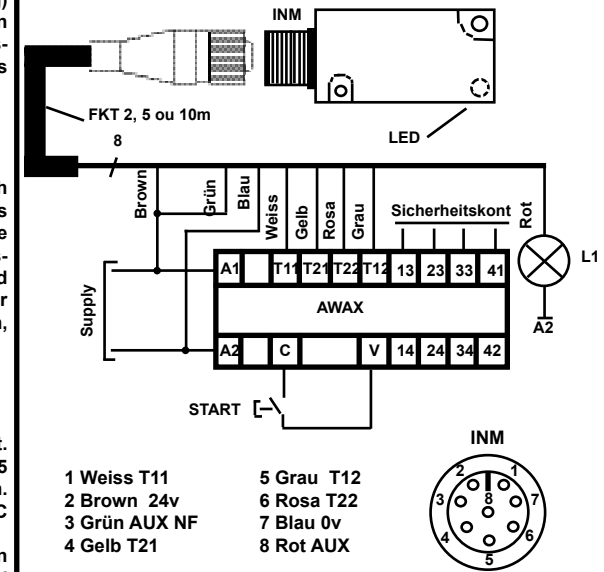 INM
FKT 2, 5 ou 10m
8
LED
Brown
Grün
Blau
Weiss
Gelb
Rosa
Grau
Sicherheitskont
Rot
L1
A2
Supply
A1 T11 T21 T22 T12 13 23 33 41
AWAX
A2 C V 14 24 34 42
START
INM
1 Weiss T11
2 Brown 24v
3 Grün AUX NF
4 Gelb T21
5 Grau T12
6 Rosa T22
7 Blau 0v
8 Rot AUX
2 1
3 8 7
4 6
5